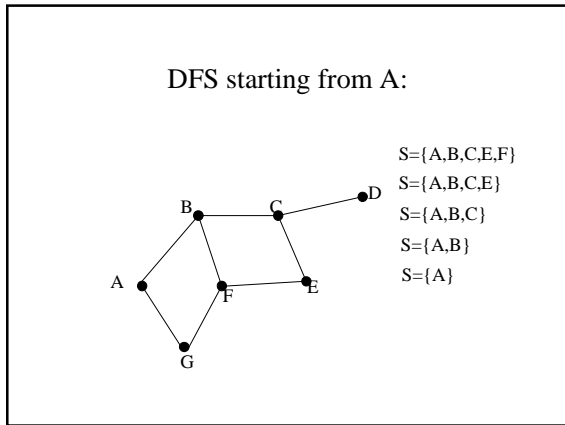 DFS starting from A:
S={A,B,C,E,F}
S={A,B,C,E}
S={A,B,C}
S={A,B}
S={A}
D
B
C
A
F
E
G